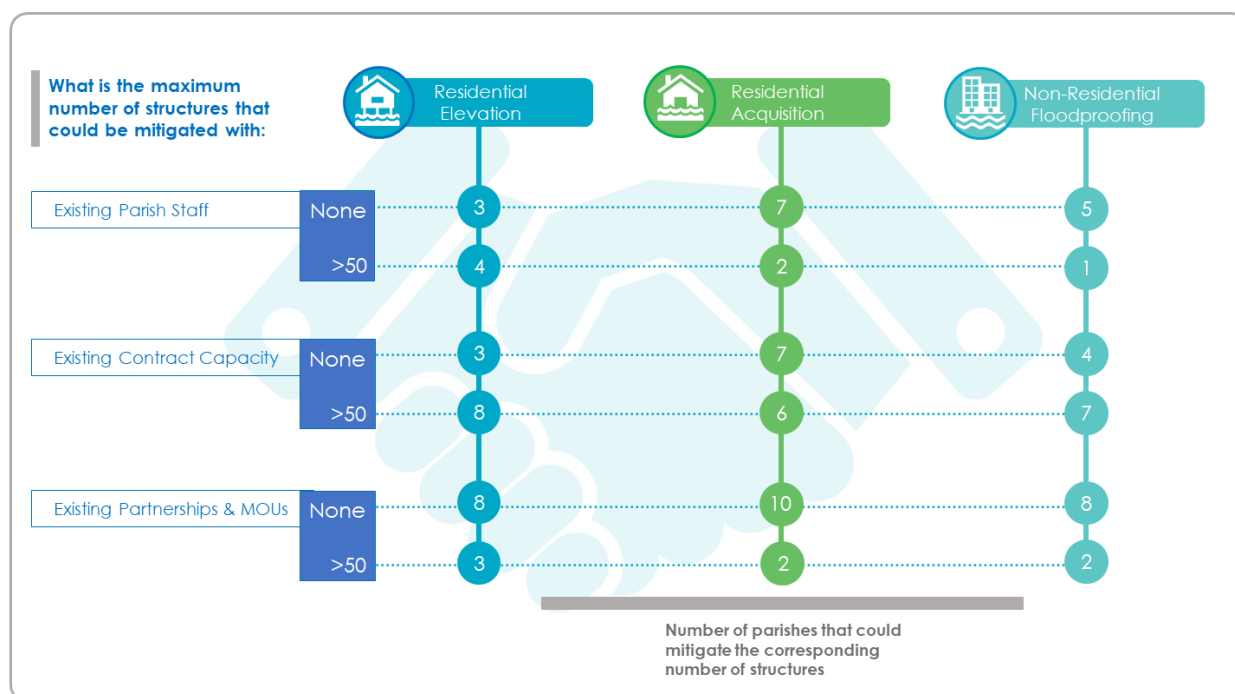 What is the maximum
number of structures that
could be mitigated with:
Residential
Elevation
Residential
Acquisition
Non-Residential
Floodproofing
Existing Parish Staff
None
3
7
5
>50
4
2
1
Existing Contract Capacity
None
3
7
4
>50
8
6
7
Existing Partnerships & MOUs
None
8
10
8
>50
3
2
2
Number of parishes that could
mitigate the corresponding
number of structures